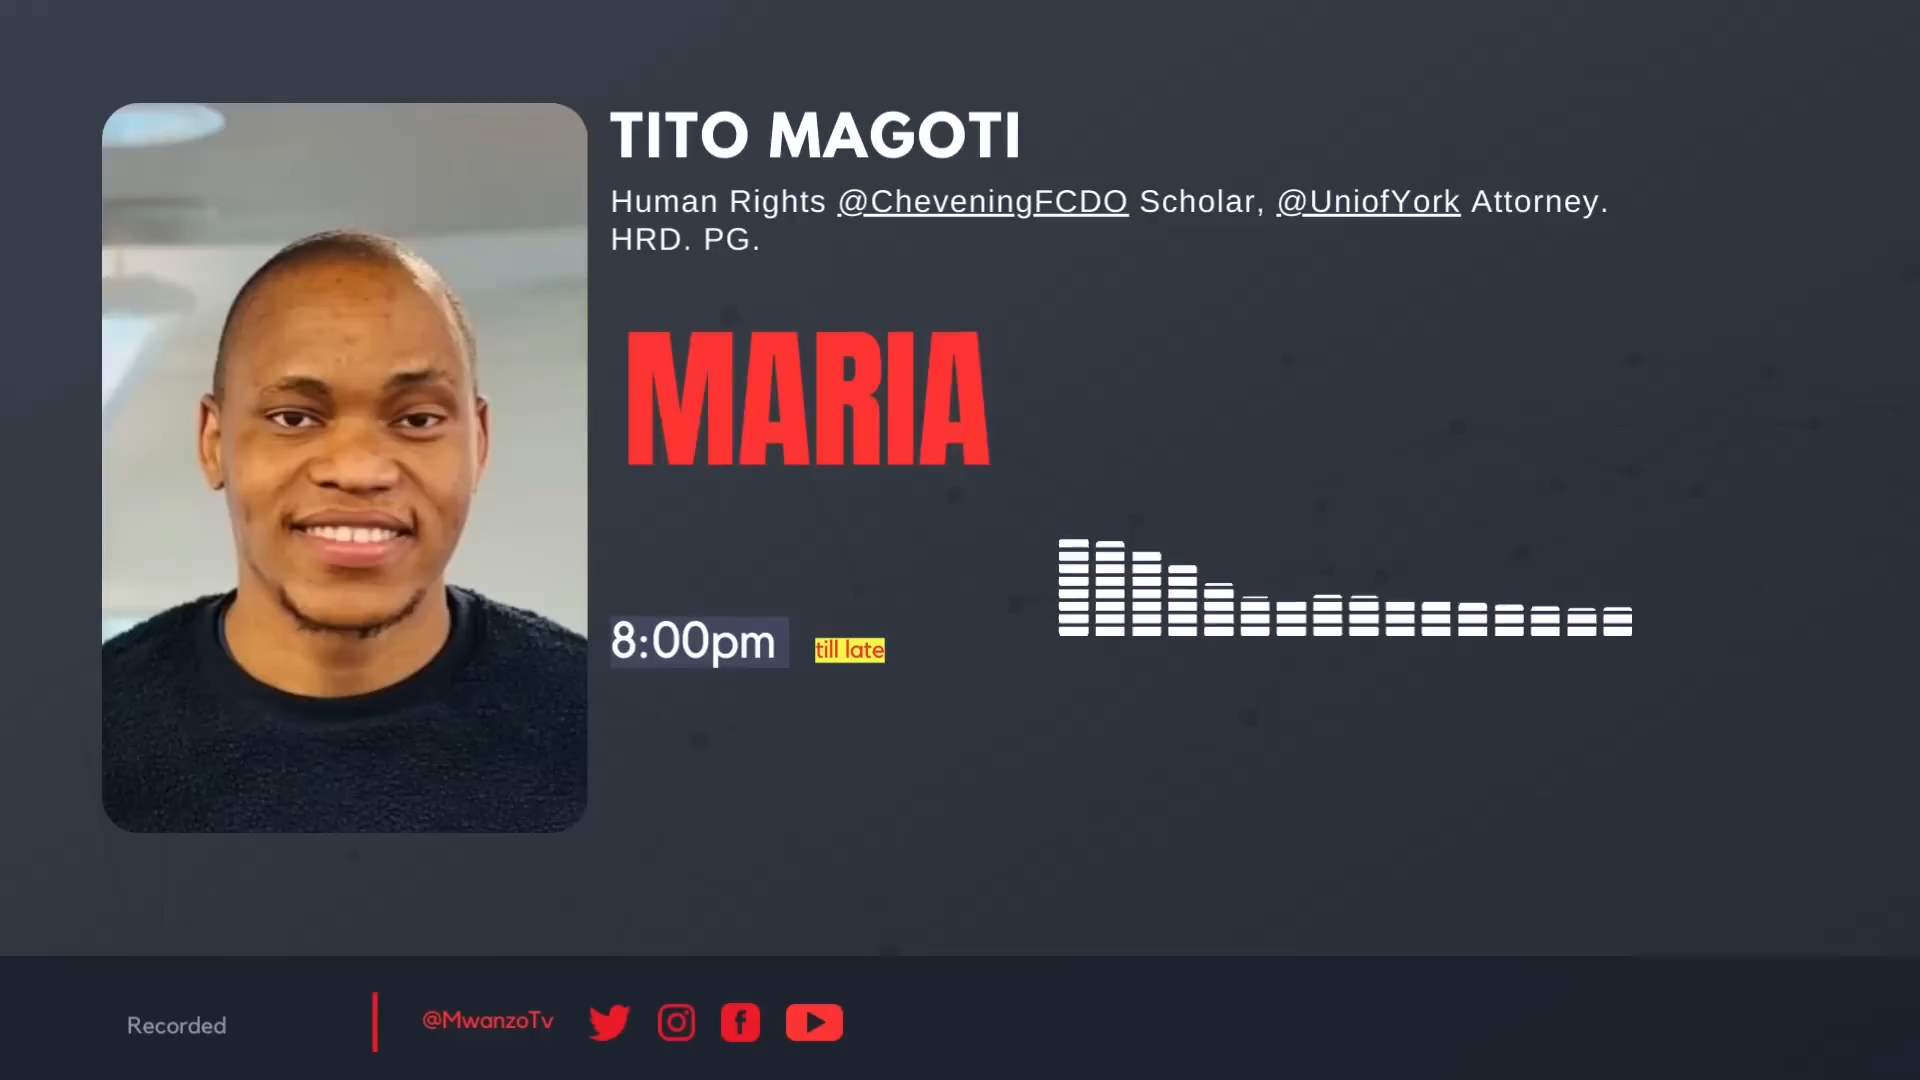 TITO MAGOTI
Human Rights @CheveningFCDO Scholar, @UniofYork Attorney.
HRD. PG.
MARIA
8:00pm till late
Recorded @MwanzoTv